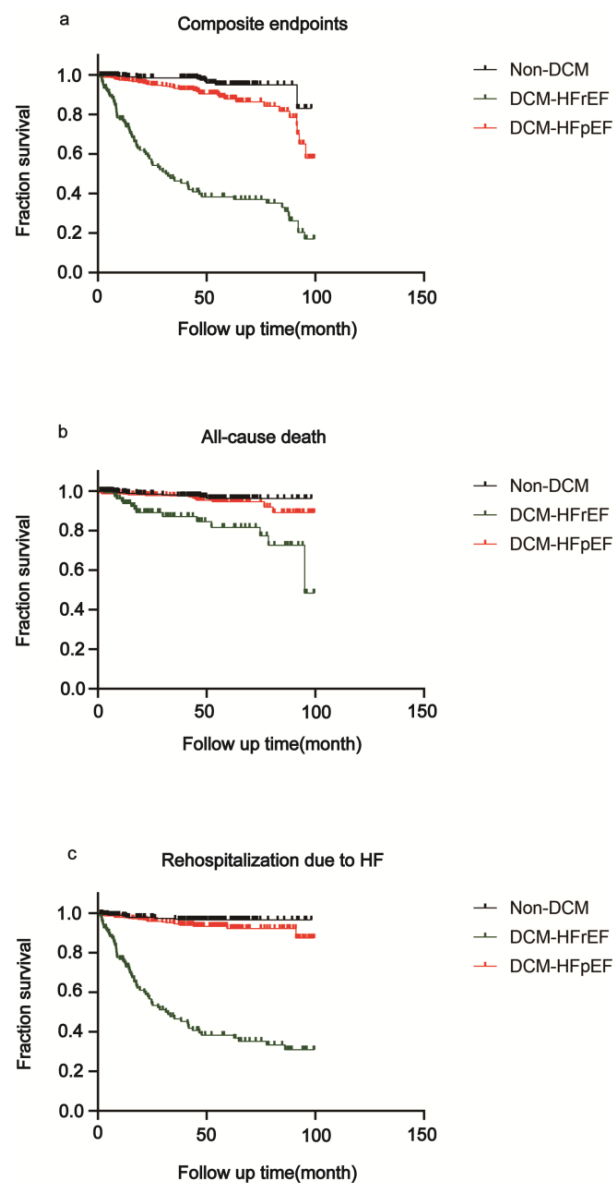 a
Composite endpoints
Fraction survival
1.0
0.8
0.6
0.4
0.2
0.0
0
50
100
150
Follow up time(month)
Non-DCM
DCM-HFrEF
DCM-HFpEF
b
All-cause death
Fraction survival
1.0
0.8
0.6
0.4
0.2
0.0
0
50
100
150
Follow up time(month)
Non-DCM
DCM-HFrEF
DCM-HFpEF
c
Rehospitalization due to HF
Fraction survival
1.0
0.8
0.6
0.4
0.2
0.0
0
50
100
150
Follow up time(month)
Non-DCM
DCM-HFrEF
DCM-HFpEF